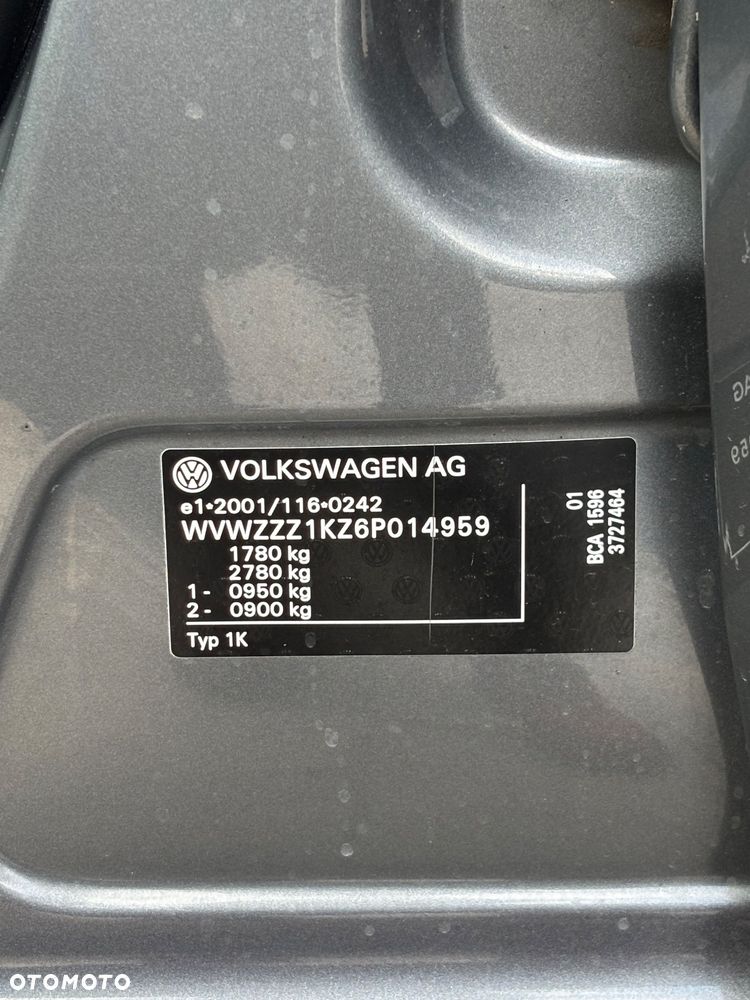 VOLKSWAGEN AG
e1*2001/116*0242
WVWZZZ1KZ6P014959
1780 kg
2780 kg
1- 0950 kg
2- 0900 kg
Typ 1K
01
BCA 1596
3727464
AG
OTOMOTO